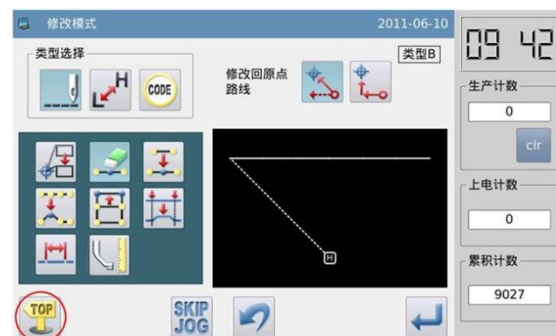 修改模式
2011-06-10
09 42
类型选择
H
CODE
修改回原点
路线
类型B
生产计数
0
clr
上电计数
0
累积计数
9027
H
TOP
SKIP
JOG